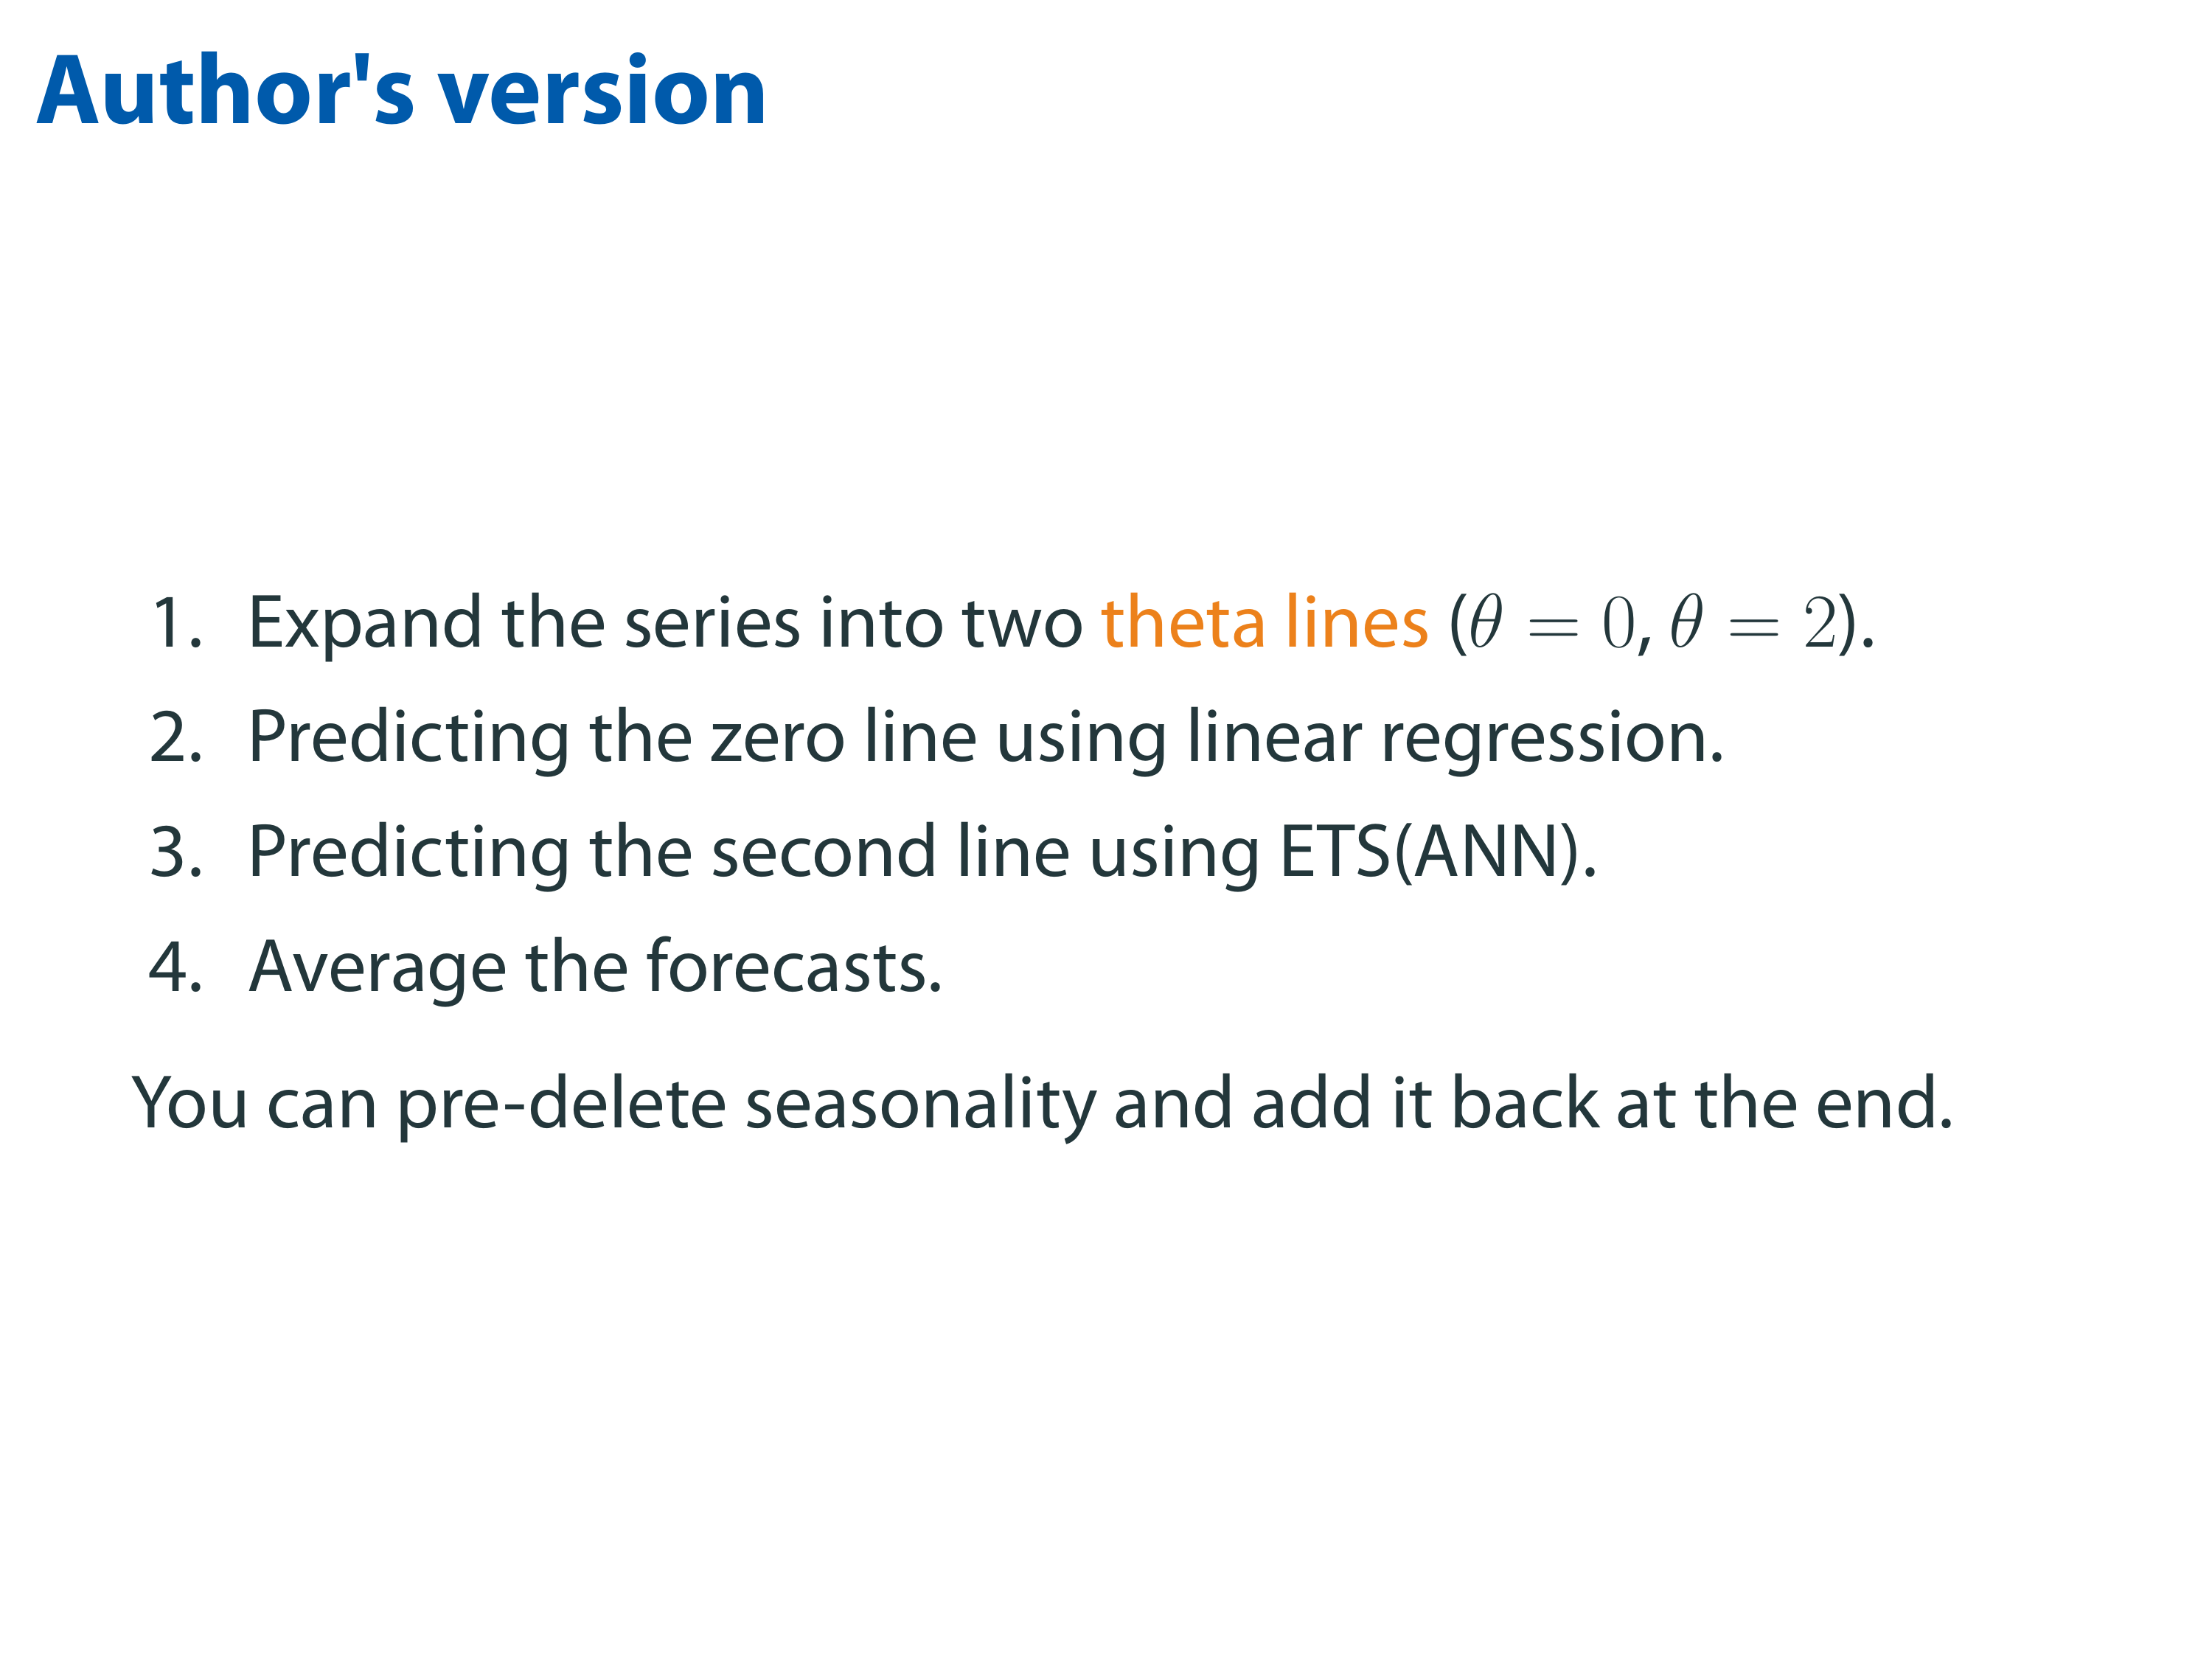 Author's version
1. Expand the series into two theta lines (θ = 0, θ = 2).
2. Predicting the zero line using linear regression.
3. Predicting the second line using ETS(ANN).
4. Average the forecasts.
You can pre-delete seasonality and add it back at the end.